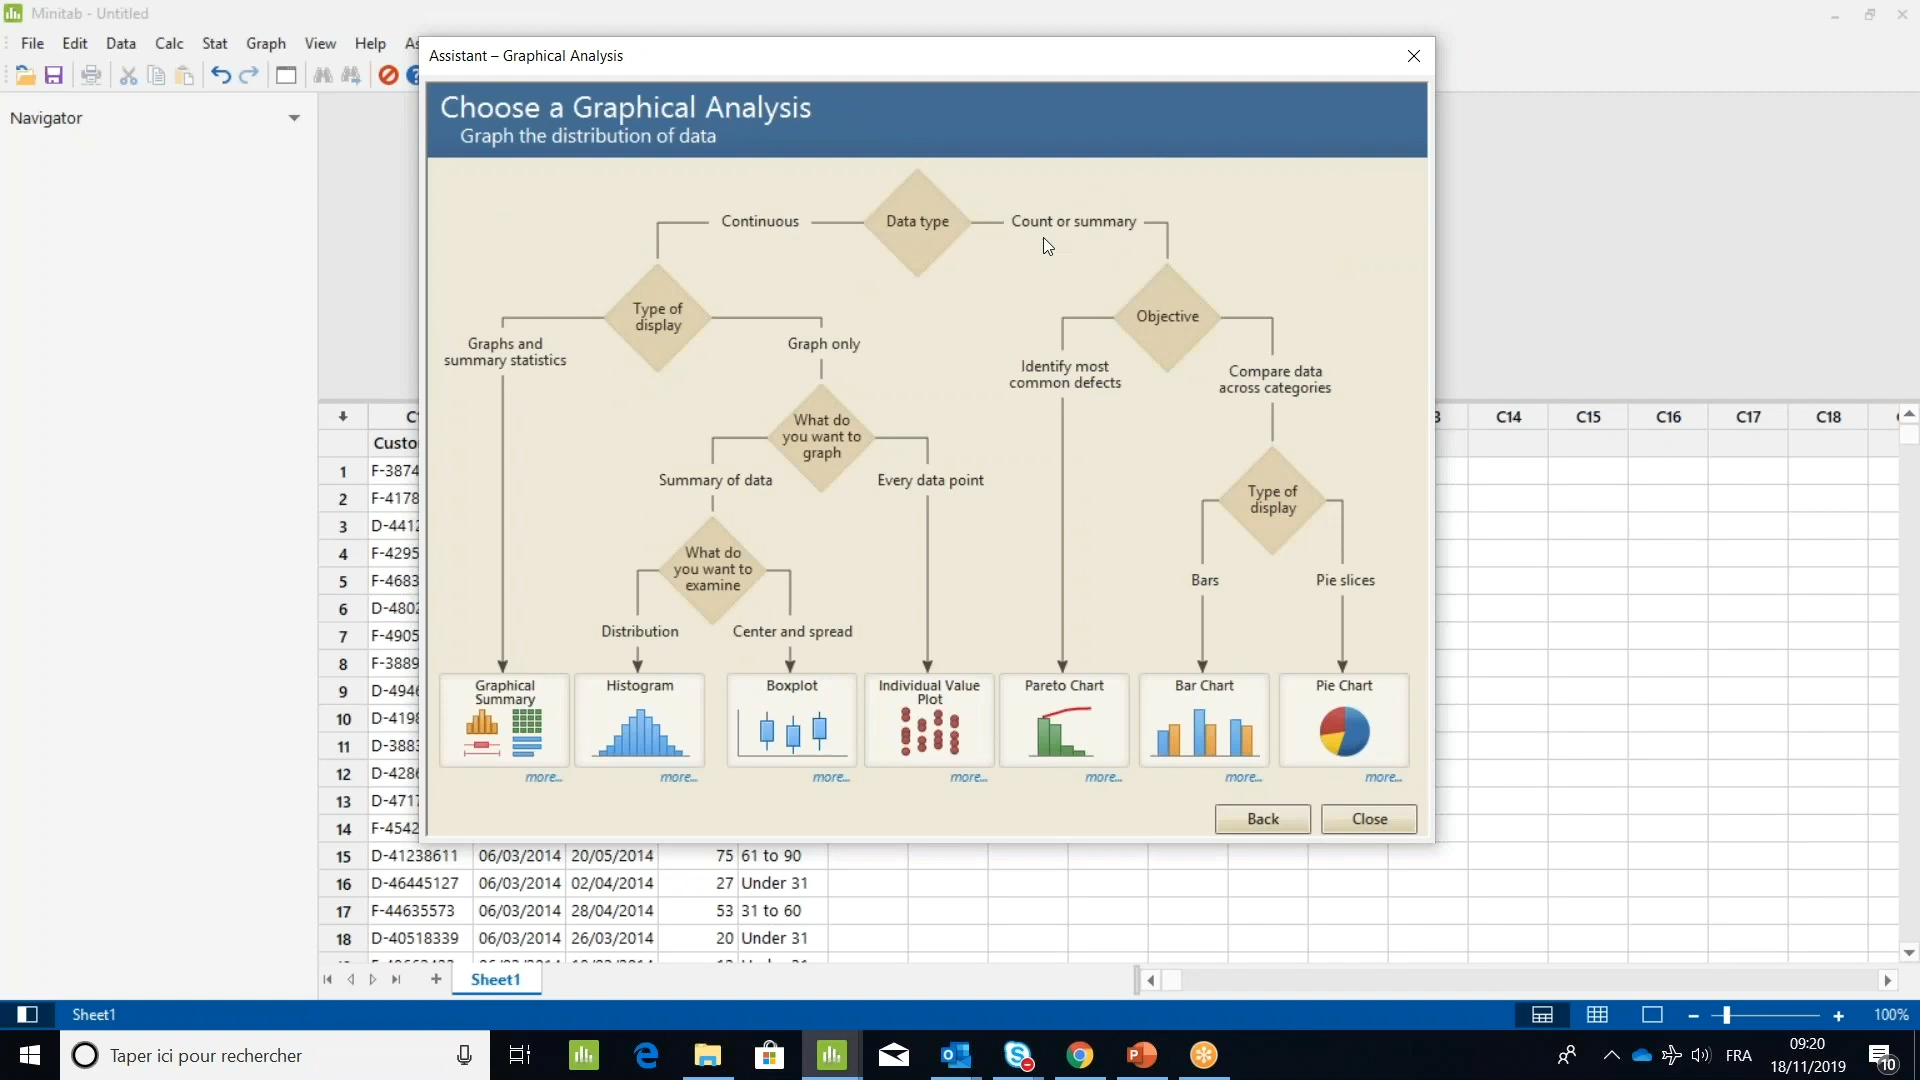 Minitab - Untitled
File Edit Data Calc Stat Graph View Help
Navigator
Assistant – Graphical Analysis
Choose a Graphical Analysis
Graph the distribution of data
Continuous
Data type
Count or summary
Type of
display
Objective
Graphs and
summary statistics
Graph only
Identify most
common defects
Compare data
across categories
What do
you want to
graph
Summary of data
Every data point
Type of
display
What do
you want to
examine
Bars
Pie slices
Distribution
Center and spread
Graphical
Summary
Histogram
Boxplot
Individual Value
Plot
Pareto Chart
Bar Chart
Pie Chart
more... more... more... more... more... more... more...
Back
Close
C14 C15 C16 C17 C18
1 F-3874
2 F-4178
3 D-4412
4 F-4295
5 F-4683
6 D-4802
7 F-4905
8 F-3889
9 D-494
10 D-4198
11 D-3883
12 D-428
13 D-4717
14 F-4542
15 D-41238611 06/03/2014 20/05/2014 75 61 to 90
16 D-46445127 06/03/2014 02/04/2014 27 Under 31
17 F-44635573 06/03/2014 28/04/2014 53 31 to 60
18 D-40518339 06/03/2014 26/03/2014 20 Under 31
Sheet1
Sheet1
100%
Taper ici pour rechercher
FRA
09:20
18/11/2019
10